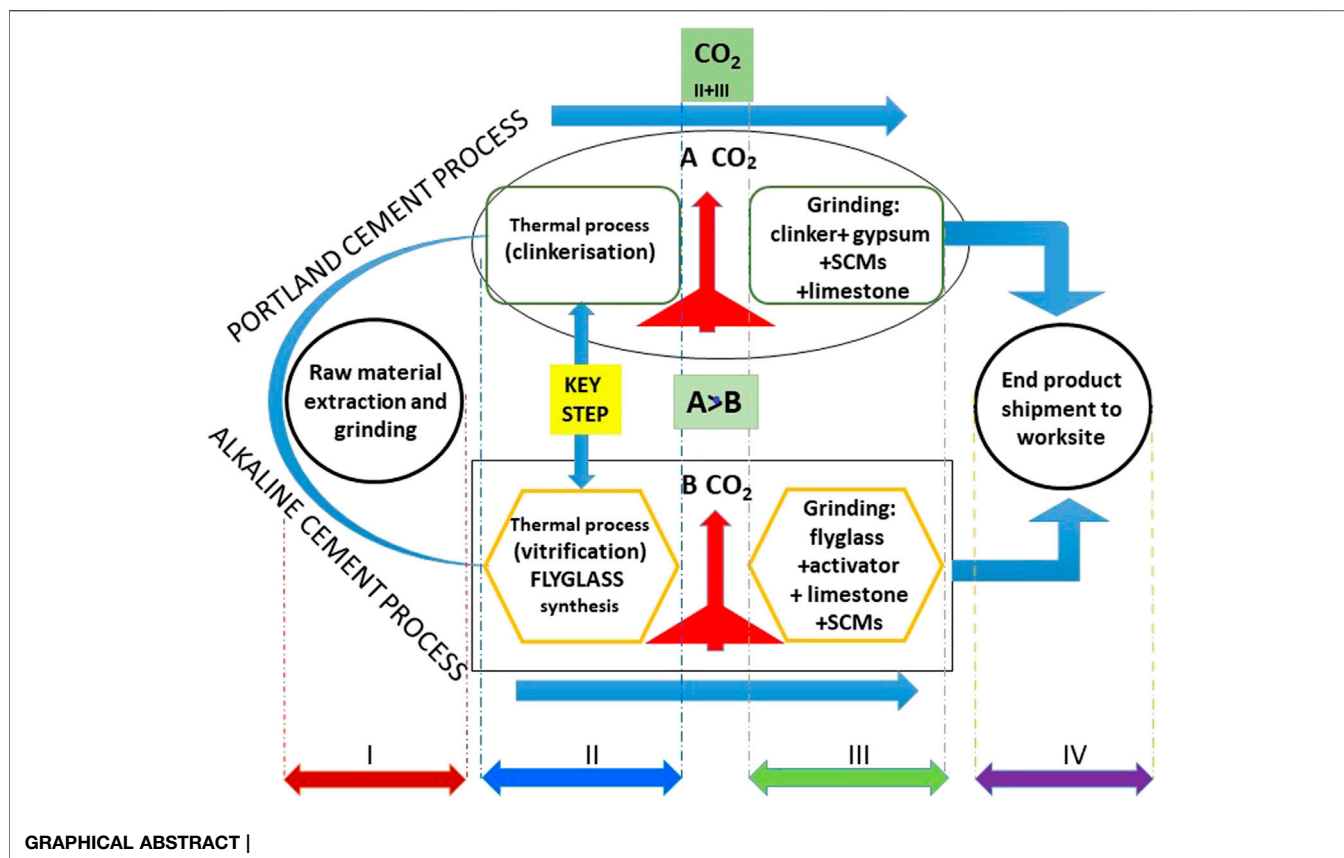 CO₂
II+III
PORTLAND CEMENT PROCESS
A CO₂
Thermal process
(clinkerisation)
Grinding:
clinker+ gypsum
+SCMs
+limestone
Raw material
extraction and
grinding
KEY
STEP
A>B
End product
shipment to
worksite
ALKALINE CEMENT PROCESS
B CO₂
Thermal process
(vitrification)
FLYGLASS
synthesis
Grinding:
flyglass
+activator
+ limestone
+SCMs
I
II
III
IV
GRAPHICAL ABSTRACT |